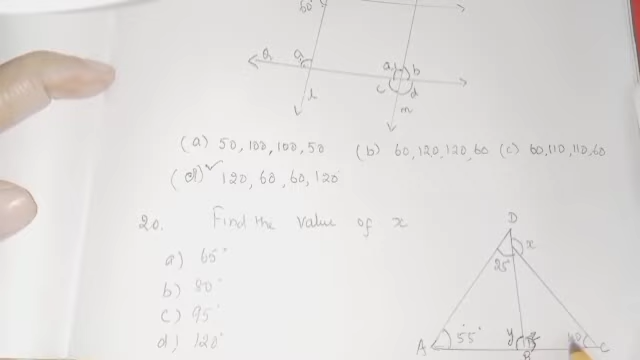 60°
a a a b
c d
l m
(a) 50, 100, 100, 50 (b) 60, 120, 120, 60 (c) 60, 110, 110, 60
(d) 120, 60, 60, 120
20. Find the value of x
a) 65°
b) 80°
c) 95°
d) 120°
D
x
25°
A 55° y B C